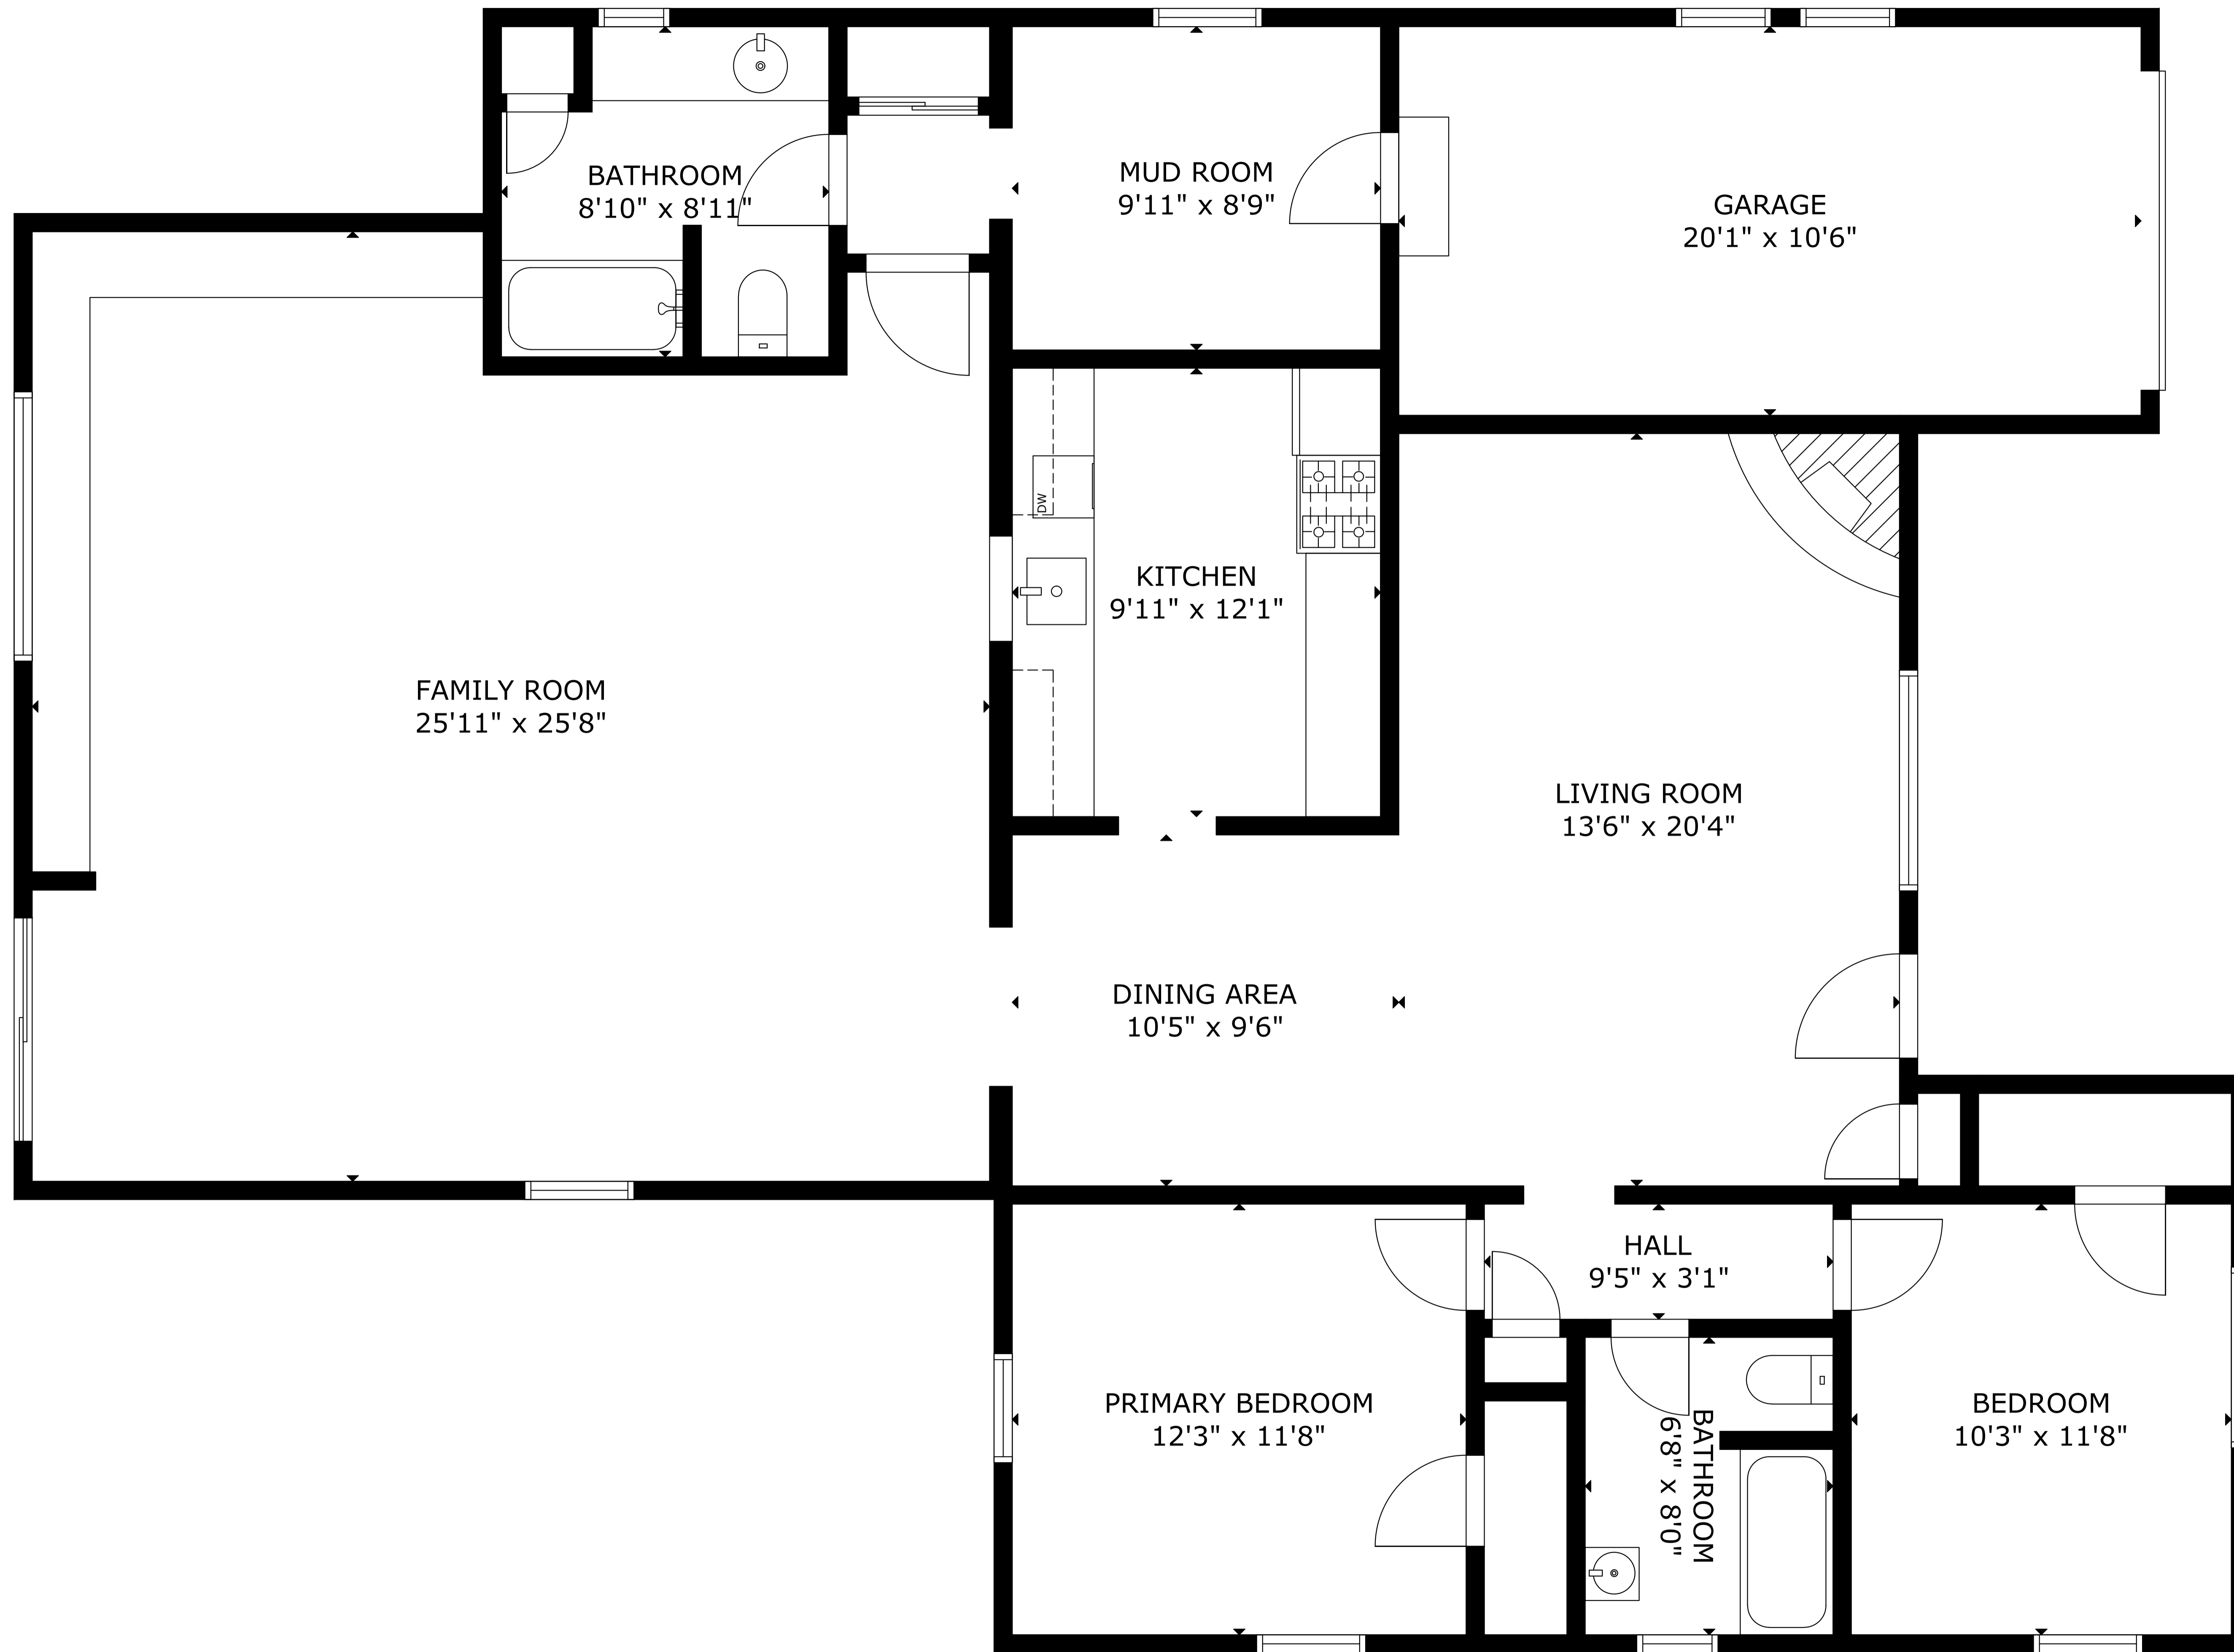 BATHROOM
8'10" x 8'11"
MUD ROOM
9'11" x 8'9"
GARAGE
20'1" x 10'6"
DW
KITCHEN
9'11" x 12'1"
FAMILY ROOM
25'11" x 25'8"
LIVING ROOM
13'6" x 20'4"
DINING AREA
10'5" x 9'6"
HALL
9'5" x 3'1"
PRIMARY BEDROOM
12'3" x 11'8"
BATHROOM
6'8" x 8'0"
BEDROOM
10'3" x 11'8"